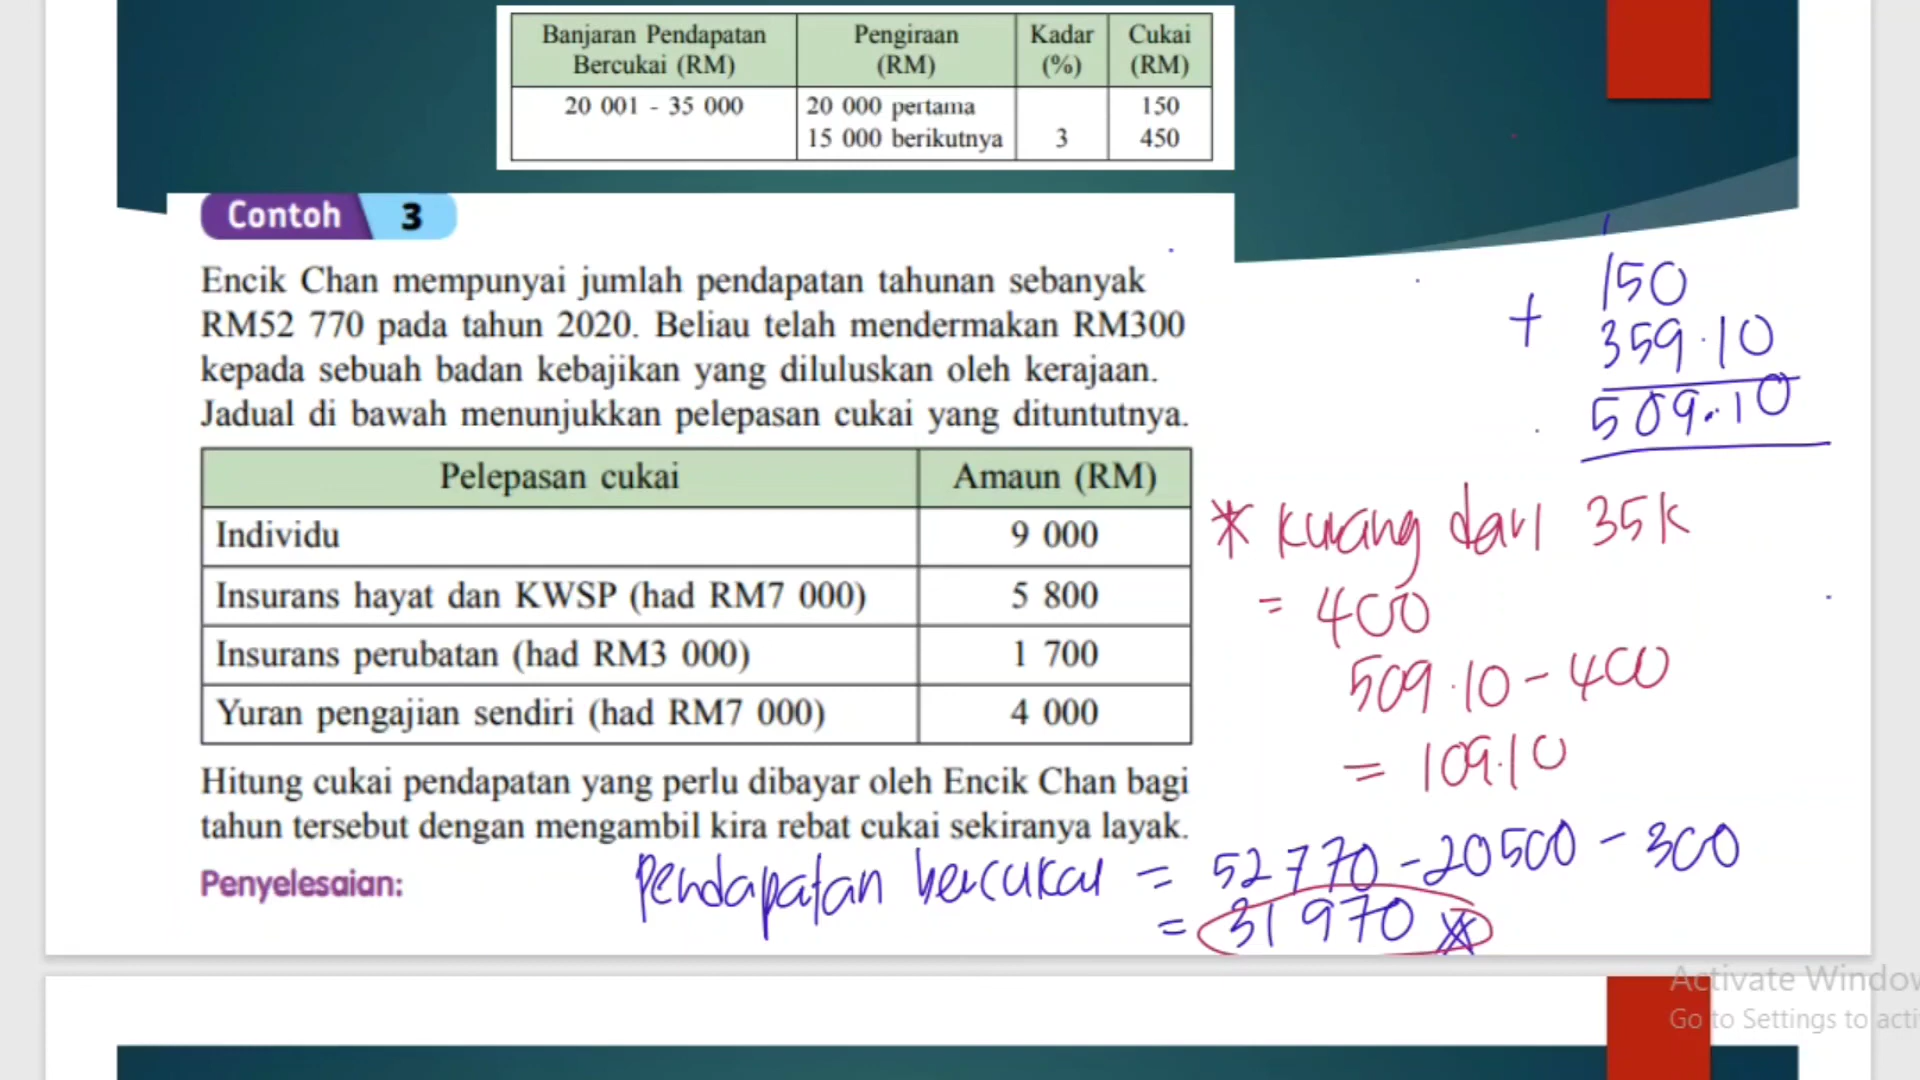 Banjaran Pendapatan Bercukai (RM) Pengiraan (RM) Kadar (%) Cukai (RM)
20 001 - 35 000 20 000 pertama 150
15 000 berikutnya 3 450
Contoh 3
Encik Chan mempunyai jumlah pendapatan tahunan sebanyak
RM52 770 pada tahun 2020. Beliau telah mendermakan RM300
kepada sebuah badan kebajikan yang diluluskan oleh kerajaan.
Jadual di bawah menunjukkan pelepasan cukai yang dituntutnya.
Pelepasan cukai Amaun (RM)
Individu 9 000
Insurans hayat dan KWSP (had RM7 000) 5 800
Insurans perubatan (had RM3 000) 1 700
Yuran pengajian sendiri (had RM7 000) 4 000
Hitung cukai pendapatan yang perlu dibayar oleh Encik Chan bagi
tahun tersebut dengan mengambil kira rebat cukai sekiranya layak.
Penyelesaian:
Pendapatan bercukai = 52770 - 20500 - 300
= 31970
150
+ 359.10
509.10
* kurang dari 35k
= 400
509.10 - 400
= 109.10
Activate Window
Go to Settings to acti